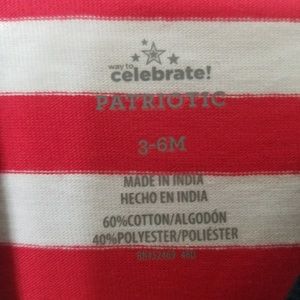 way to
celebrate!
PATRIOTIC
3-6M
MADE IN INDIA
HECHO EN INDIA
60%COTTON/ALGODÓN
40%POLYESTER/POLIÉSTER